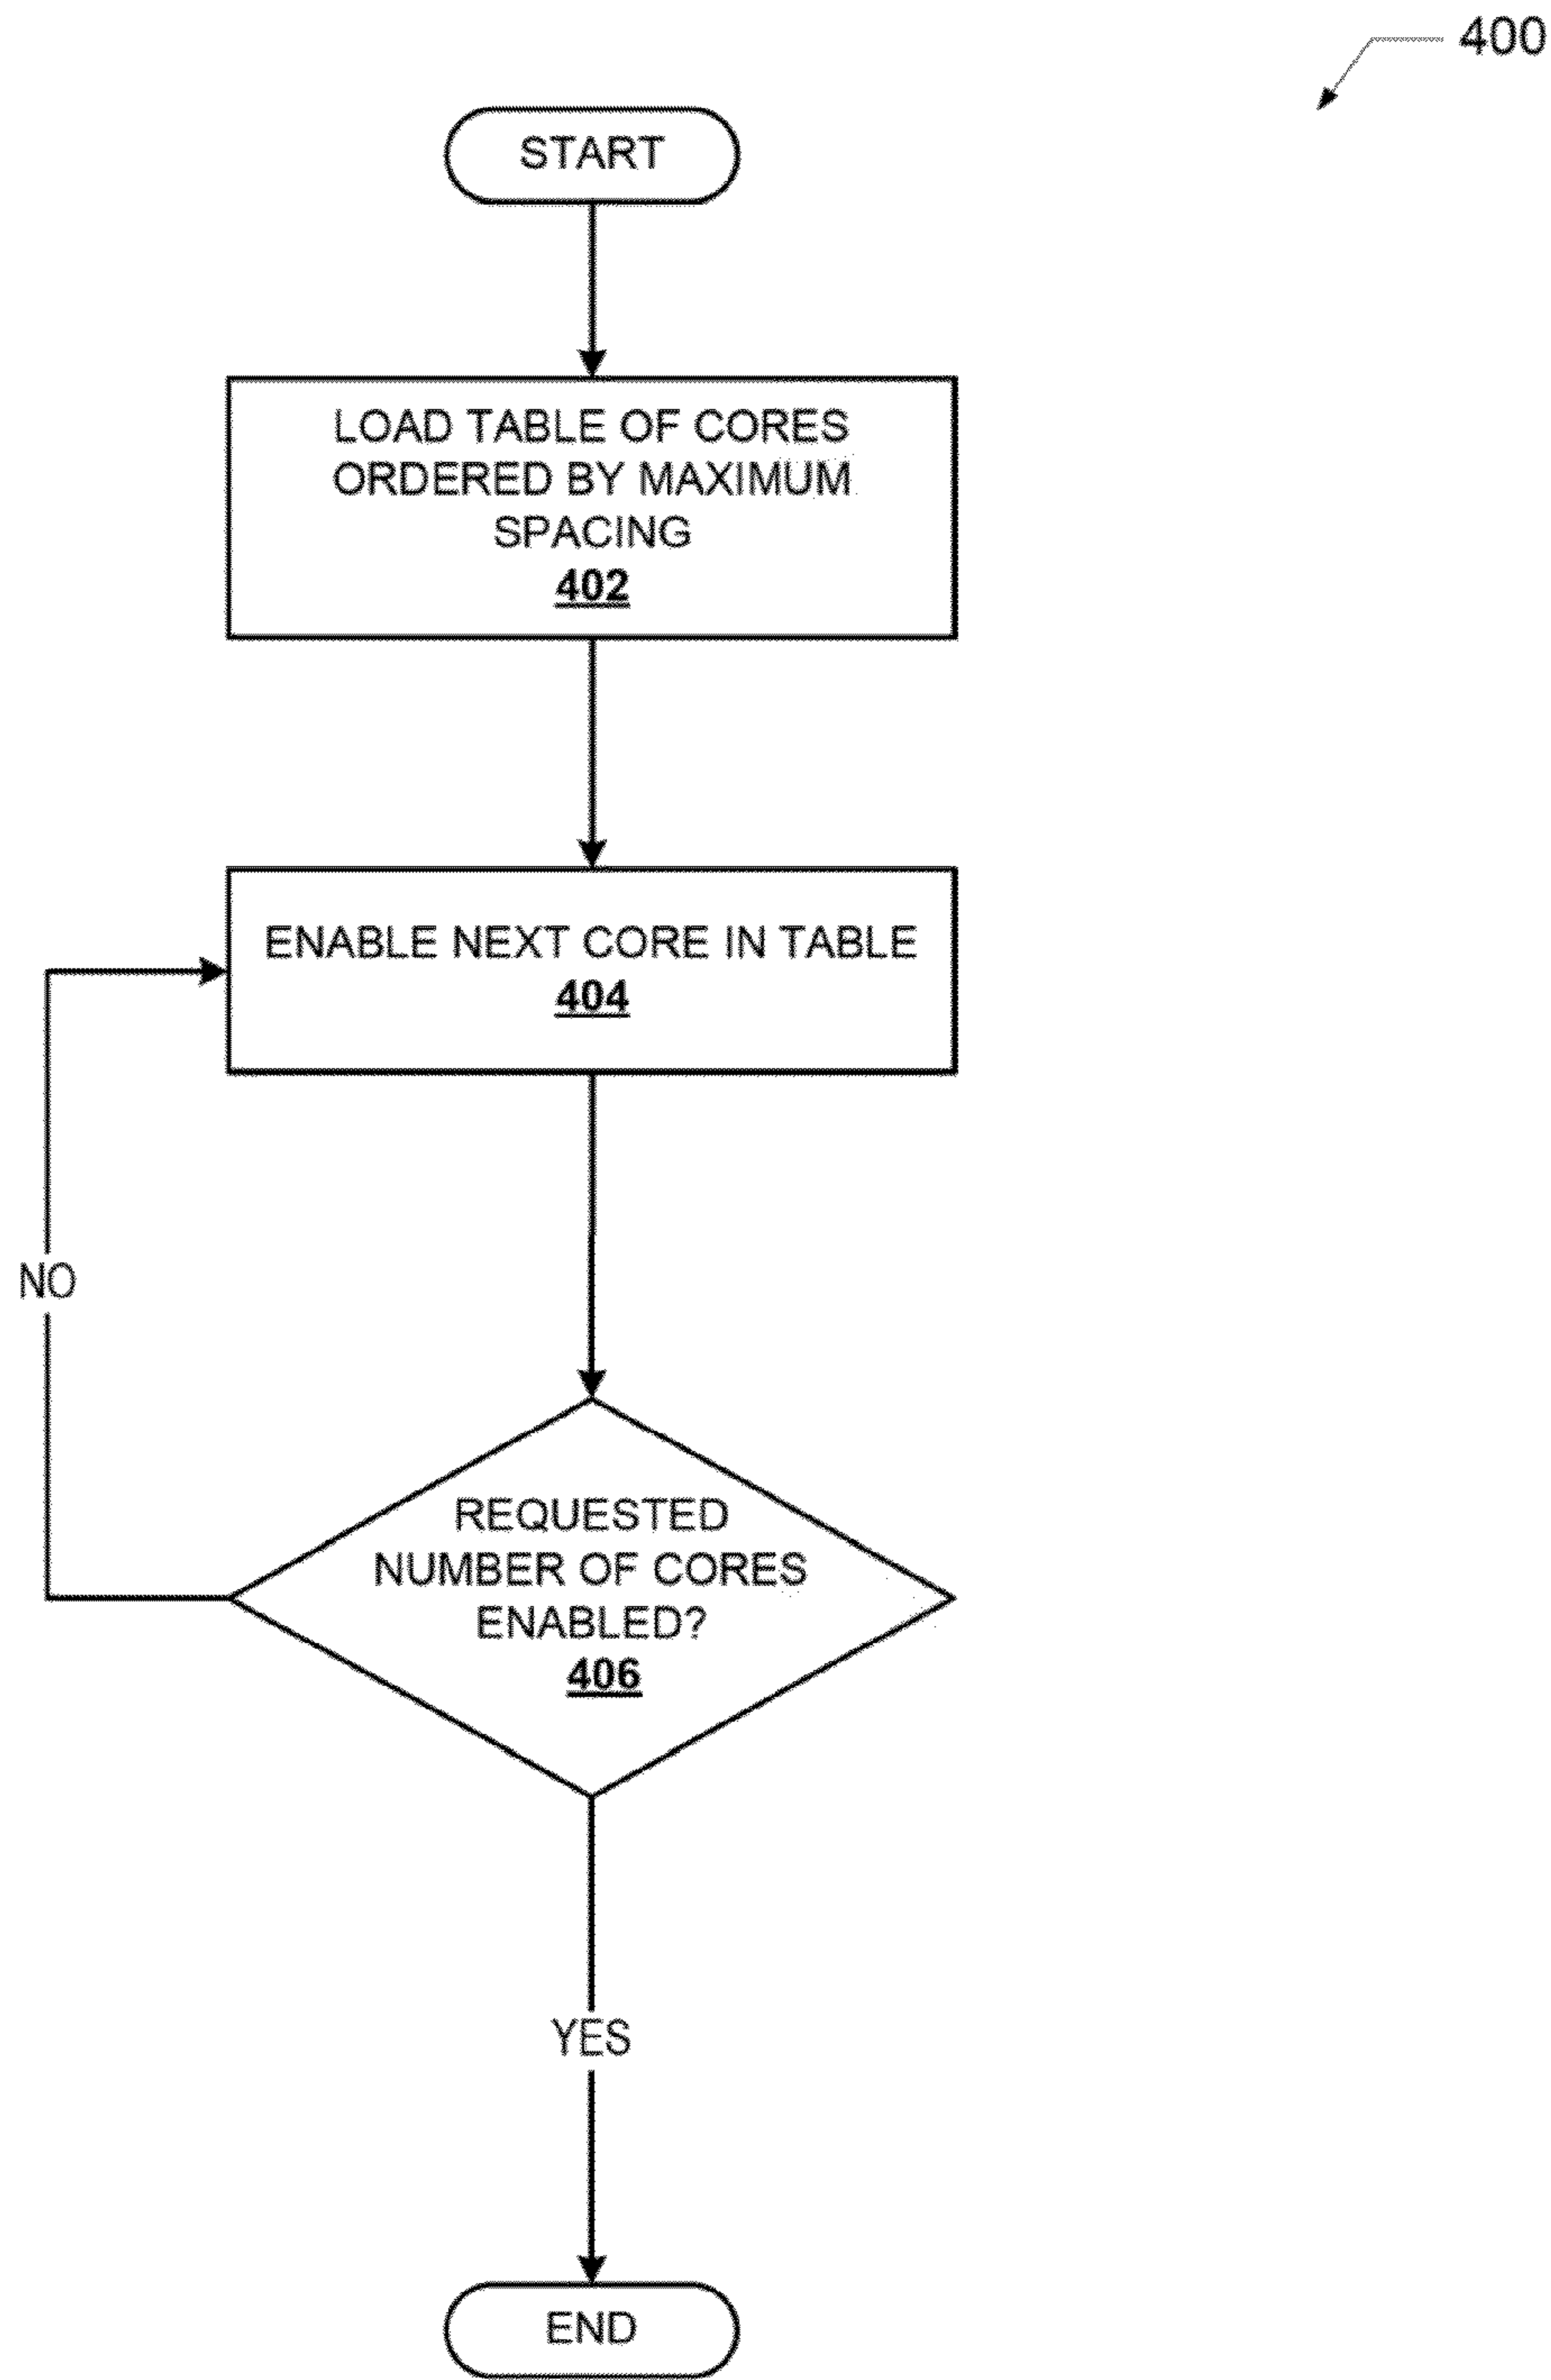 400
START
LOAD TABLE OF CORES
ORDERED BY MAXIMUM
SPACING
402
ENABLE NEXT CORE IN TABLE
404
NO
REQUESTED
NUMBER OF CORES
ENABLED?
406
YES
END